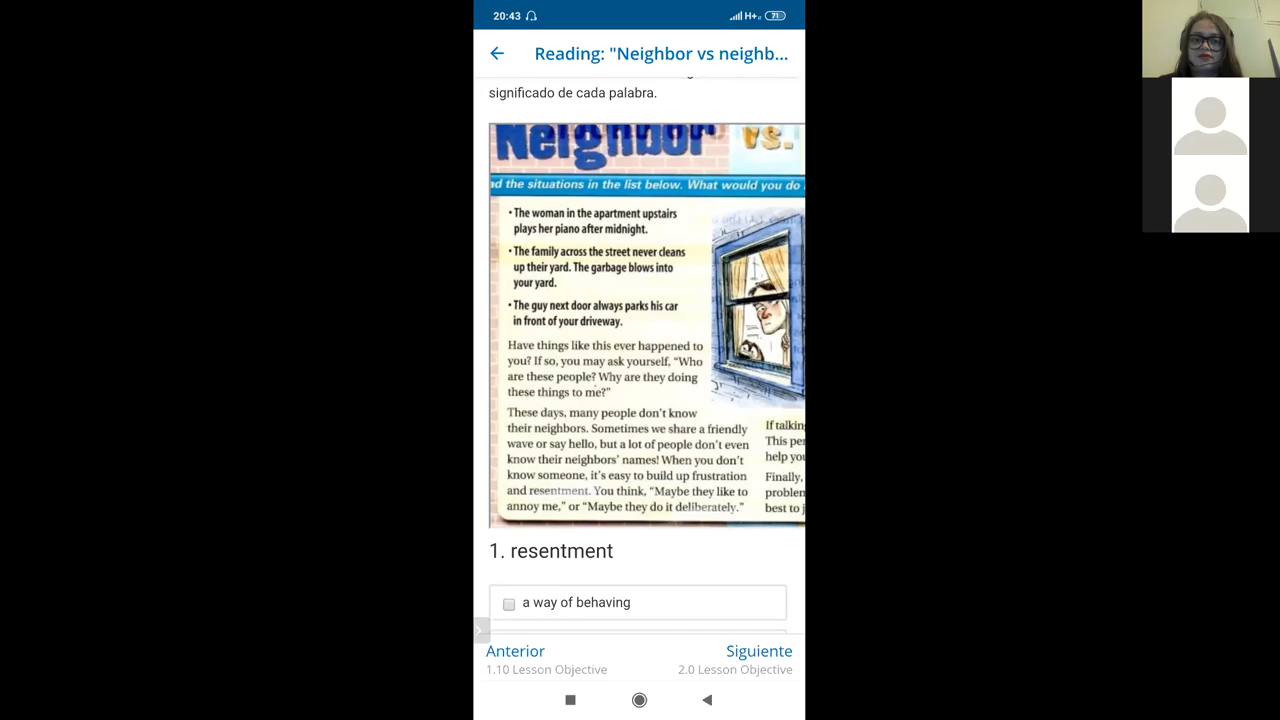 20:43
H+
71
Reading: "Neighbor vs neighb...
significado de cada palabra.
Neighbor vs.
d the situations in the list below. What would you do
• The woman in the apartment upstairs
plays her piano after midnight.
• The family across the street never cleans
up their yard. The garbage blows into
your yard.
• The guy next door always parks his car
in front of your driveway.
Have things like this ever happened to
you? If so, you may ask yourself, “Who
are these people? Why are they doing
these things to me?”
These days, many people don’t know
their neighbors. Sometimes we share a friendly
wave or say hello, but a lot of people don’t even
know their neighbors’ names! When you don’t
know someone, it’s easy to build up frustration
and resentment. You think, “Maybe they like to
annoy me,” or “Maybe they do it deliberately.”
If talkin
This per
help you
Finally,
problen
best to j
1. resentment
a way of behaving
Anterior
1.10 Lesson Objective
Siguiente
2.0 Lesson Objective